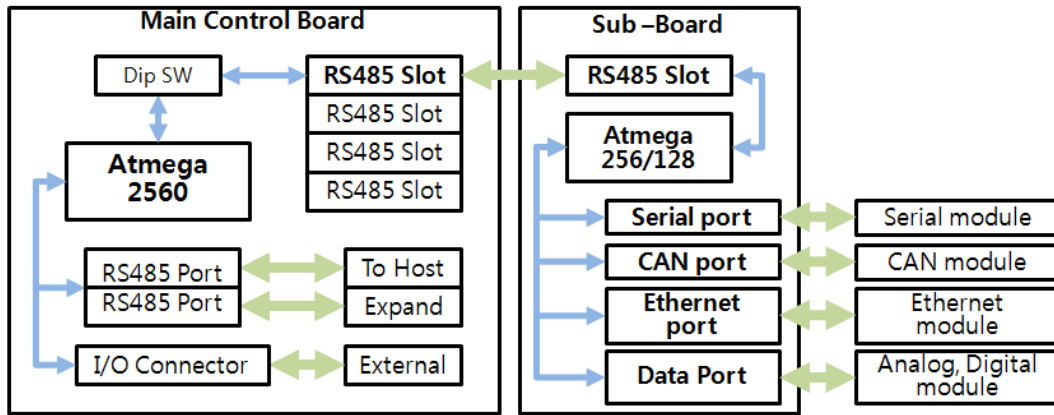 Main Control Board
Dip SW
RS485 Slot
RS485 Slot
RS485 Slot
RS485 Slot
Atmega
2560
RS485 Port
RS485 Port
To Host
Expand
I/O Connector
External
Sub –Board
RS485 Slot
Atmega
256/128
Serial port
CAN port
Ethernet
port
Data Port
Serial module
CAN module
Ethernet
module
Analog, Digital
module